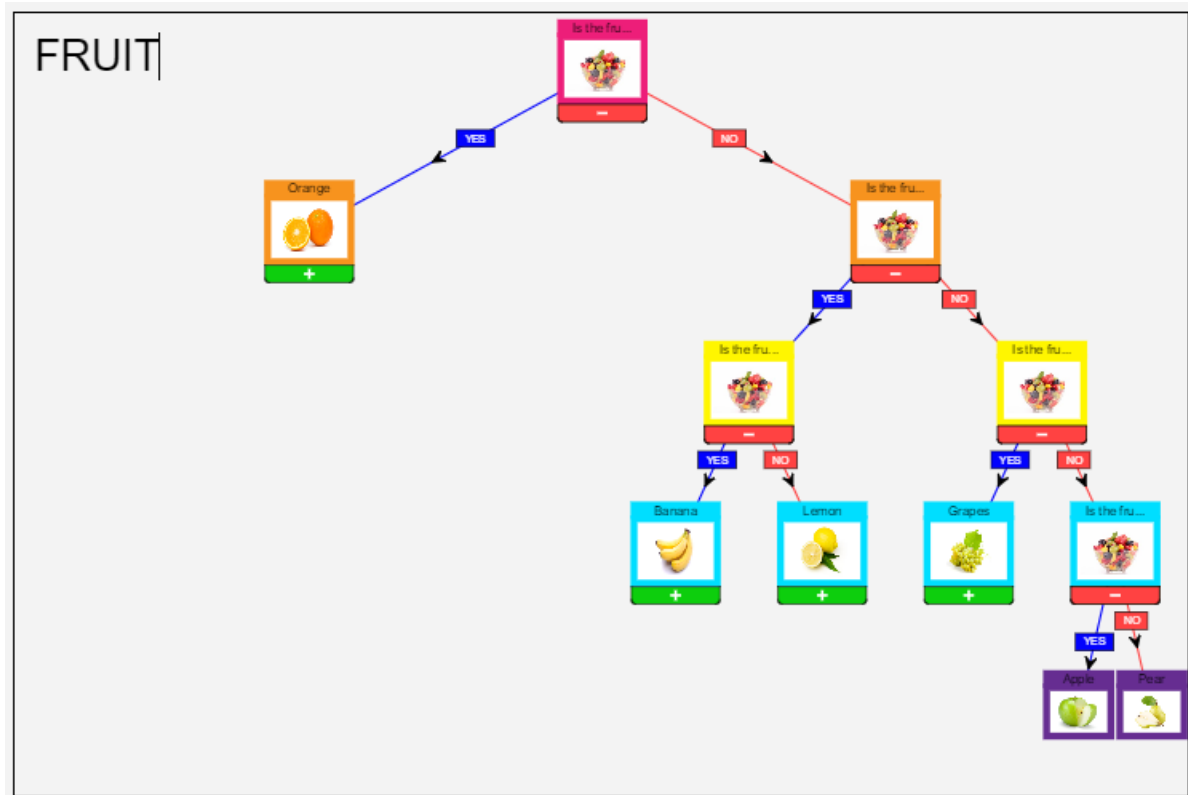 FRUIT
Is the fru...
-
YES
NO
Orange
+
Is the fru...
-
YES
NO
Is the fru...
-
Is the fru...
-
YES
NO
YES
NO
Banana
+
Lemon
+
Grapes
+
Is the fru...
-
YES
NO
Apple
Pear